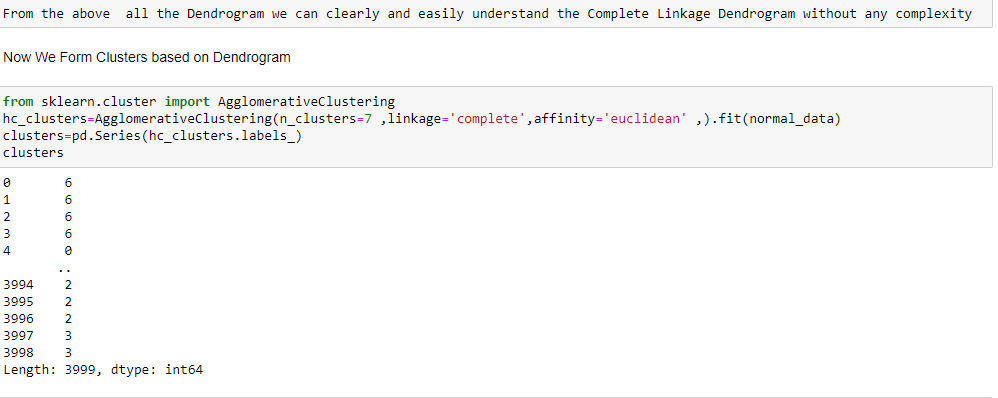 From the above  all the Dendrogram we can clearly and easily understand the Complete Linkage Dendrogram without any complexity
Now We Form Clusters based on Dendrogram
from sklearn.cluster import AgglomerativeClustering
hc_clusters=AgglomerativeClustering(n_clusters=7 ,linkage='complete',affinity='euclidean' ,).fit(normal_data)
clusters=pd.Series(hc_clusters.labels_)
clusters
0       6
1       6
2       6
3       6
4       0
       ..
3994    2
3995    2
3996    2
3997    3
3998    3
Length: 3999, dtype: int64